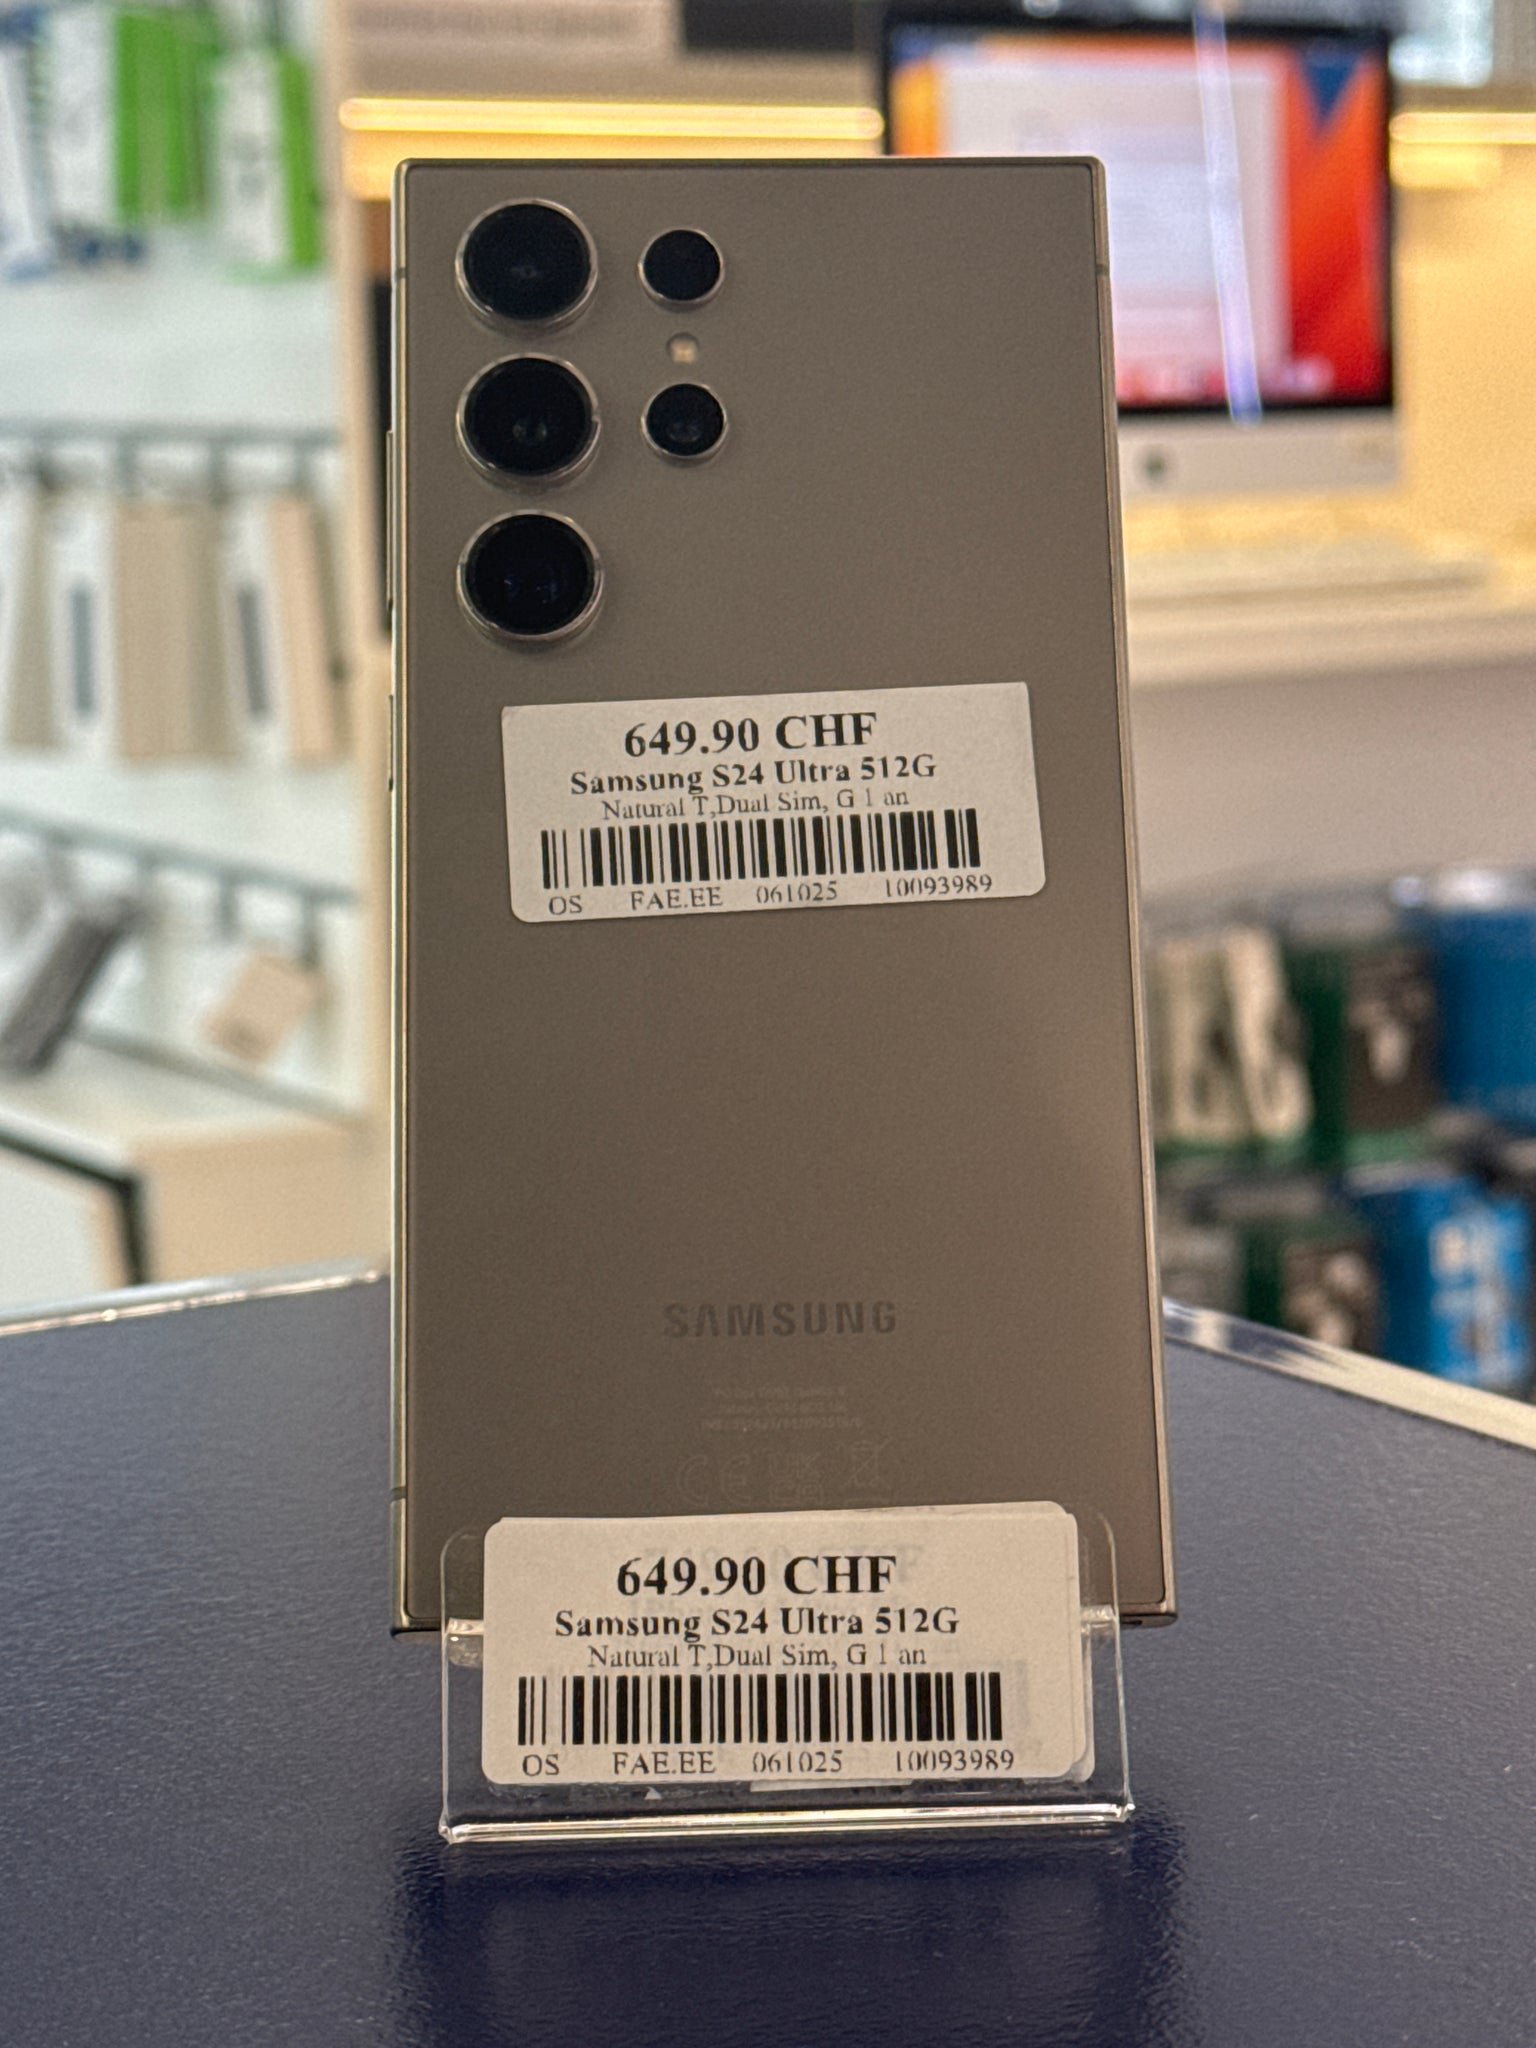 649.90 CHF
Samsung S24 Ultra 512G
Natural T,Dual Sim, G 1 an
OS FAE.EE 061025 10093989
SAMSUNG
CE
649.90 CHF
Samsung S24 Ultra 512G
Natural T,Dual Sim, G 1 an
OS FAE.EE 061025 10093989